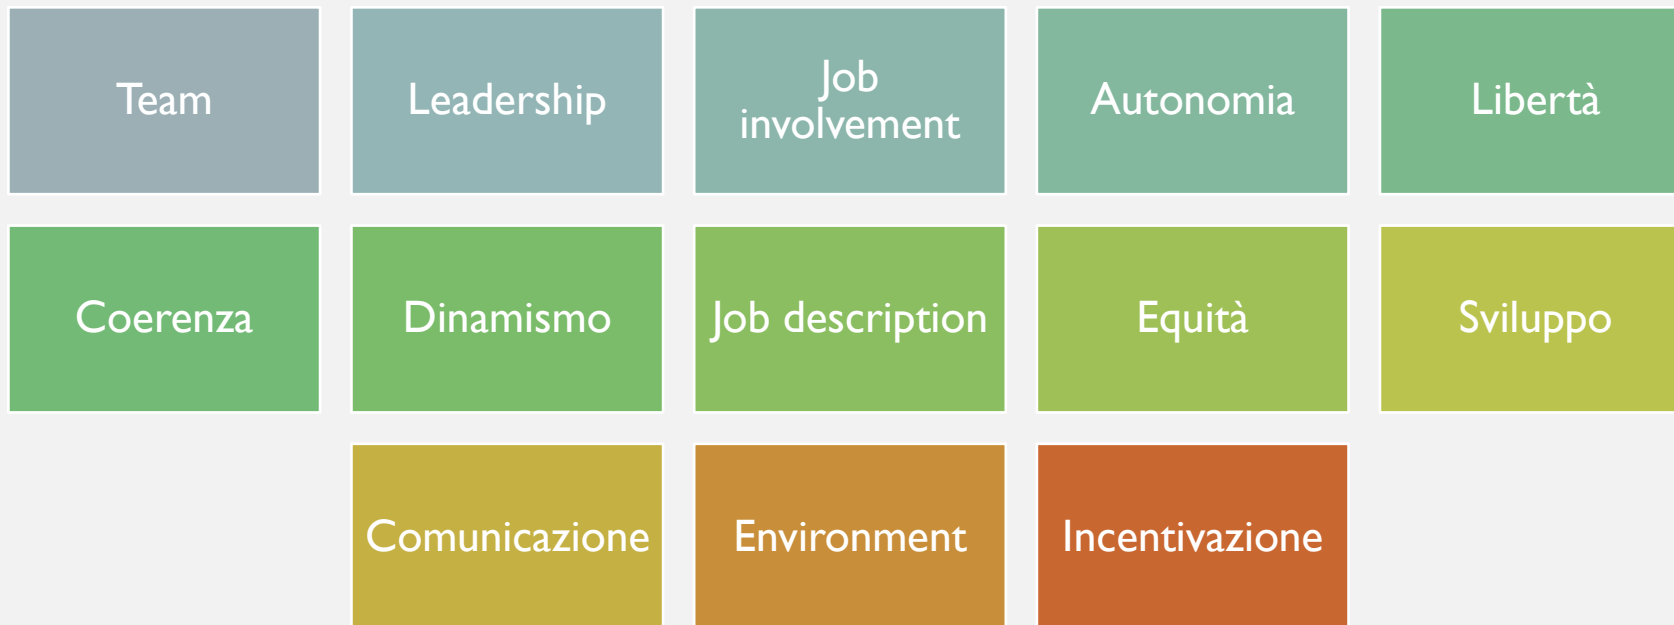 Team
Leadership
Job
involvement
Autonomia
Libertà
Coerenza
Dinamismo
Job description
Equità
Sviluppo
Comunicazione
Environment
Incentivazione